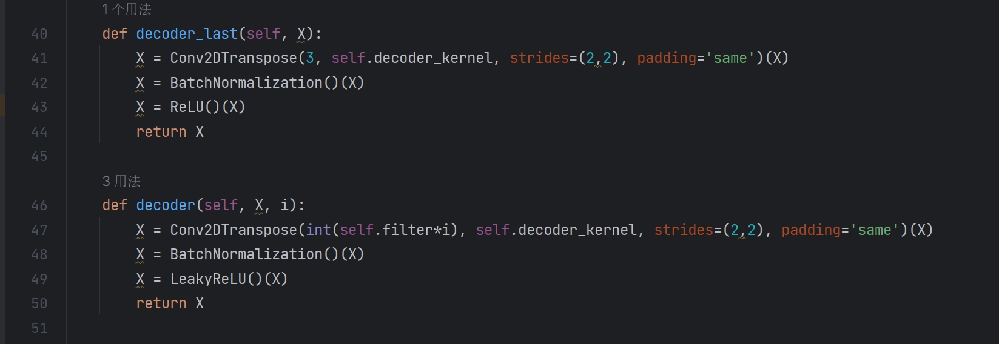 1 个用法
40 def decoder_last(self, X):
41 X = Conv2DTranspose(3, self.decoder_kernel, strides=(2,2), padding='same')(X)
42 X = BatchNormalization()(X)
43 X = ReLU()(X)
44 return X
45
3 用法
46 def decoder(self, X, i):
47 X = Conv2DTranspose(int(self.filter*i), self.decoder_kernel, strides=(2,2), padding='same')(X)
48 X = BatchNormalization()(X)
49 X = LeakyReLU()(X)
50 return X
51